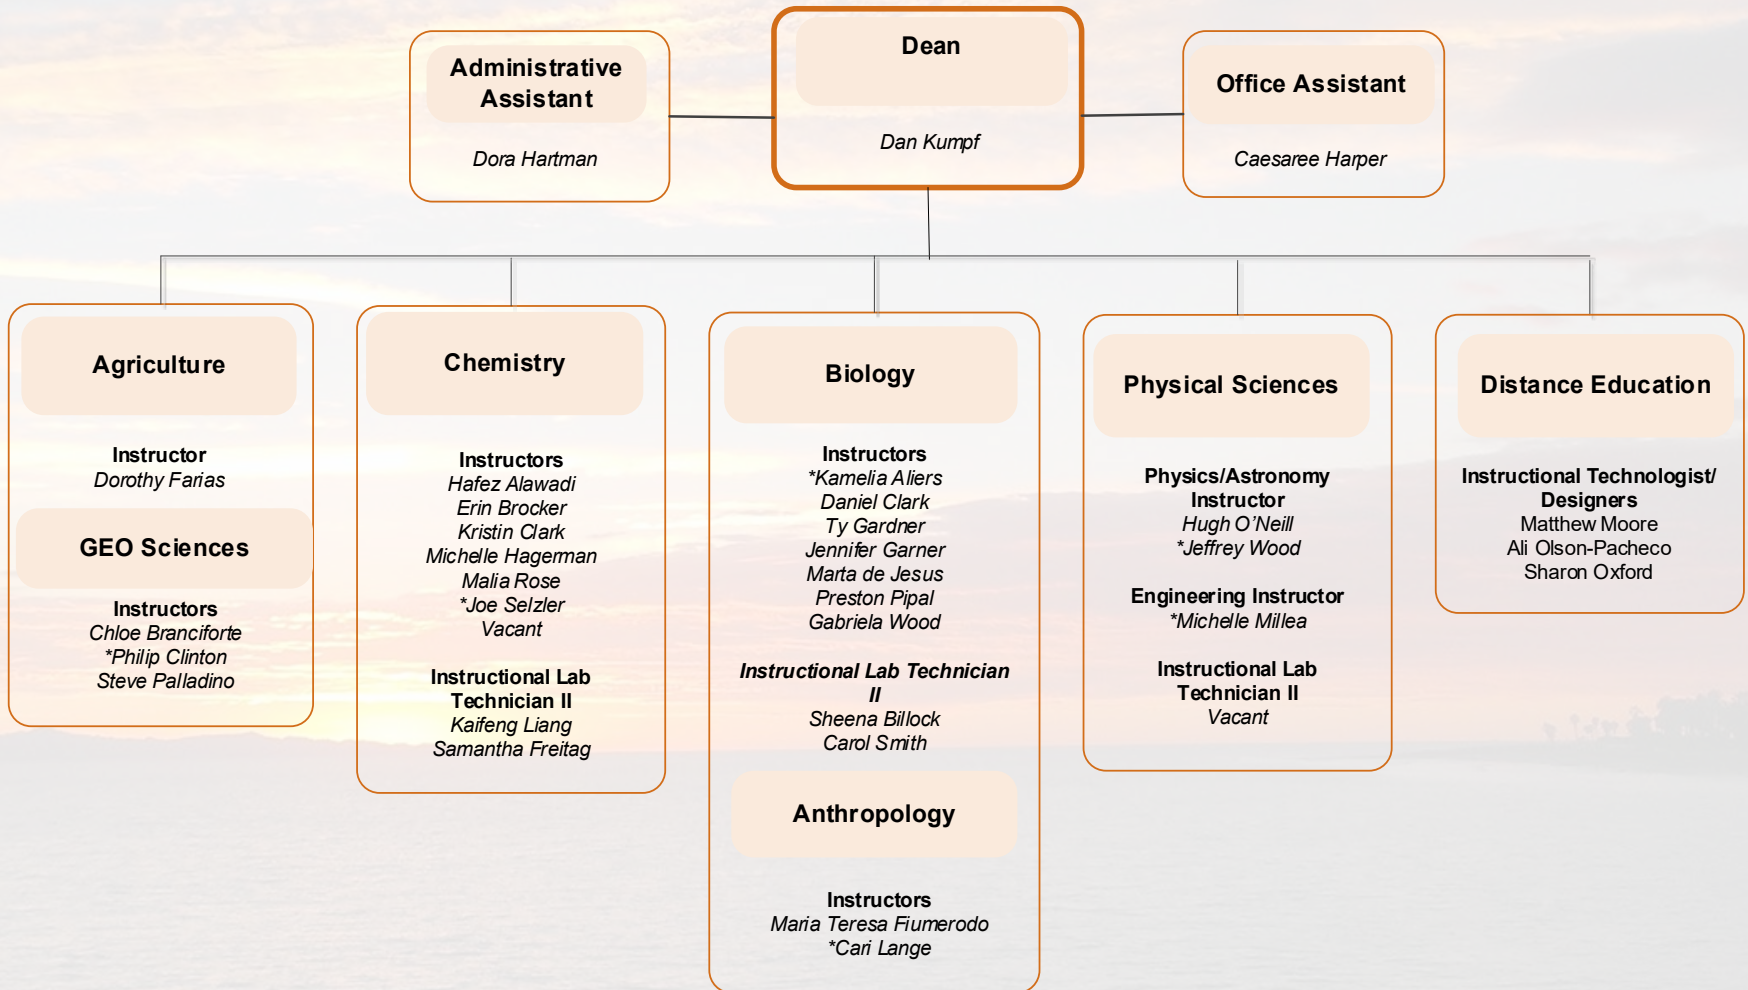 Administrative
Assistant
Dora Hartman
Dean
Dan Kumpf
Office Assistant
Caesaree Harper
Agriculture
Instructor
Dorothy Farias
GEO Sciences
Instructors
Chloe Branciforte
*Philip Clinton
Steve Palladino
Chemistry
Instructors
Hafez Alawadi
Erin Brocker
Kristin Clark
Michelle Hagerman
Malia Rose
*Joe Selzler
Vacant
Instructional Lab
Technician II
Kaifeng Liang
Samantha Freitag
Biology
Instructors
*Kamelia Aliers
Daniel Clark
Ty Gardner
Jennifer Garner
Marta de Jesus
Preston Pipal
Gabriela Wood
Instructional Lab Technician
II
Sheena Billock
Carol Smith
Anthropology
Instructors
Maria Teresa Fiumerodo
*Cari Lange
Physical Sciences
Physics/Astronomy
Instructor
Hugh O’Neill
*Jeffrey Wood
Engineering Instructor
*Michelle Millea
Instructional Lab
Technician II
Vacant
Distance Education
Instructional Technologist/
Designers
Matthew Moore
Ali Olson-Pacheco
Sharon Oxford